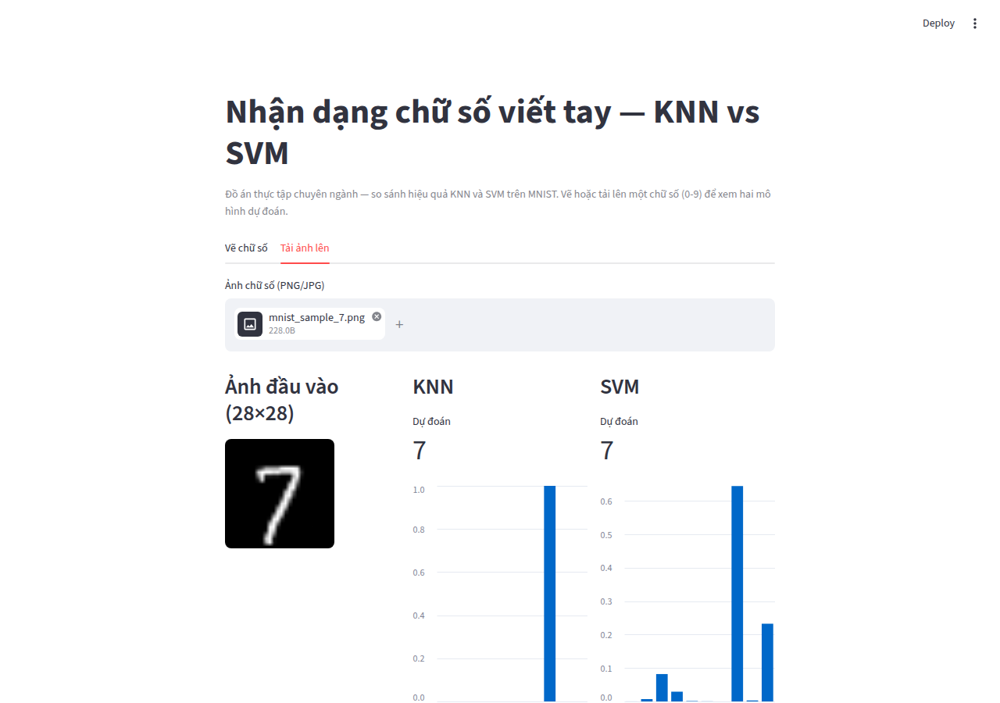 Deploy
Nhận dạng chữ số viết tay — KNN vs
SVM
Đồ án thực tập chuyên ngành — so sánh hiệu quả KNN và SVM trên MNIST. Vẽ hoặc tải lên một chữ số (0-9) để xem hai mô
hình dự đoán.
Vẽ chữ số
Tải ảnh lên
Ảnh chữ số (PNG/JPG)
mnist_sample_7.png
228.0B
Ảnh đầu vào
(28×28)
7
KNN
Dự đoán
7
1.0
0.8
0.6
0.4
0.2
0.0
SVM
Dự đoán
7
0.6
0.5
0.4
0.3
0.2
0.1
0.0